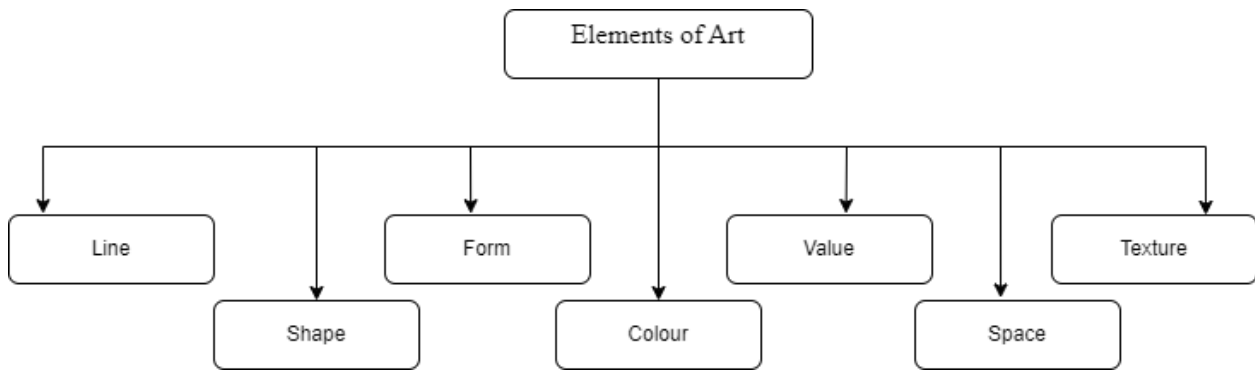 Elements of Art
Line
Form
Value
Texture
Shape
Colour
Space